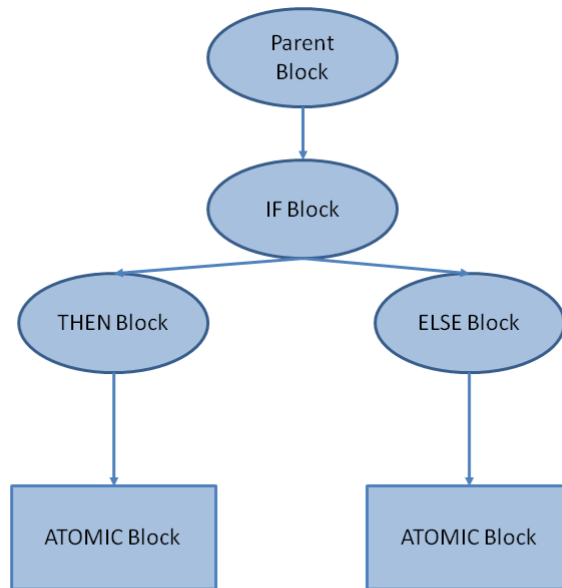 Parent
Block
IF Block
THEN Block
ELSE Block
ATOMIC Block
ATOMIC Block